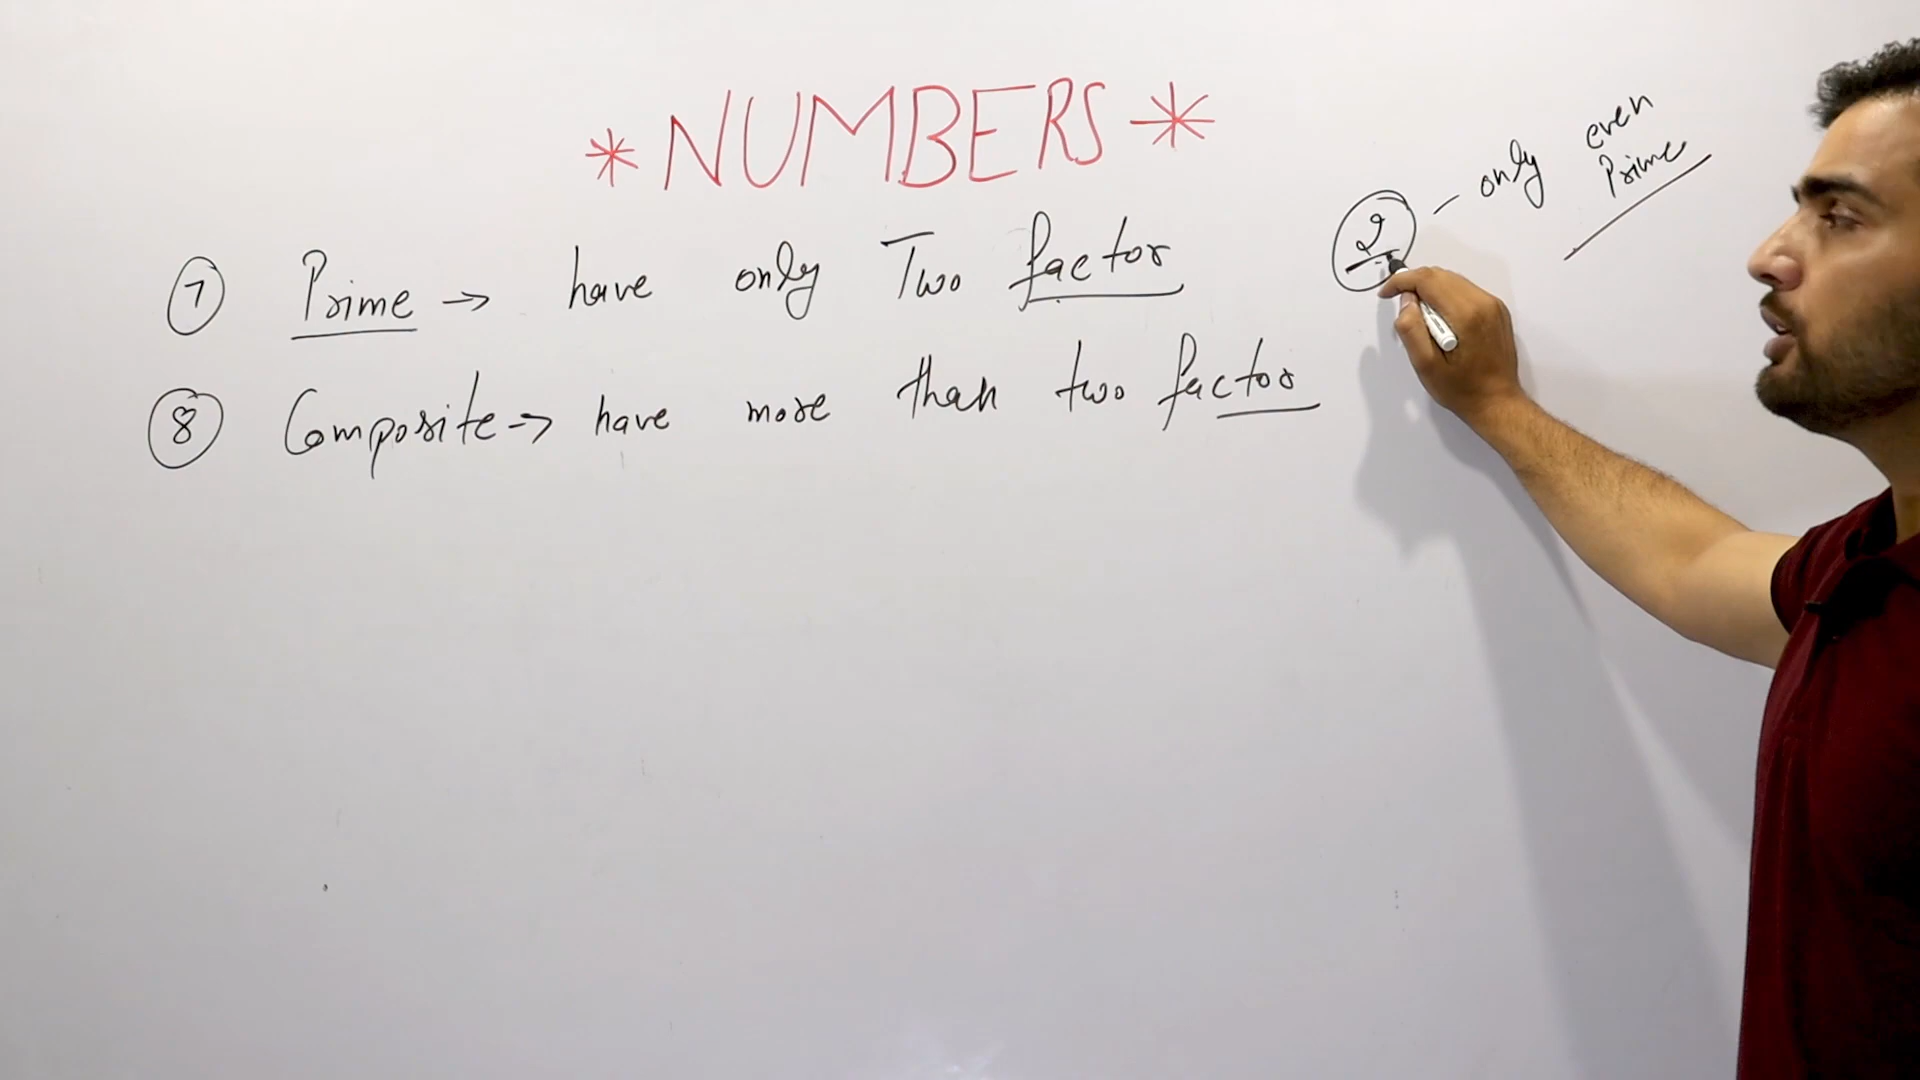 * NUMBERS *
2 - only even
Prime
7 Prime → have only Two factor
8 Composite → have more than two factor